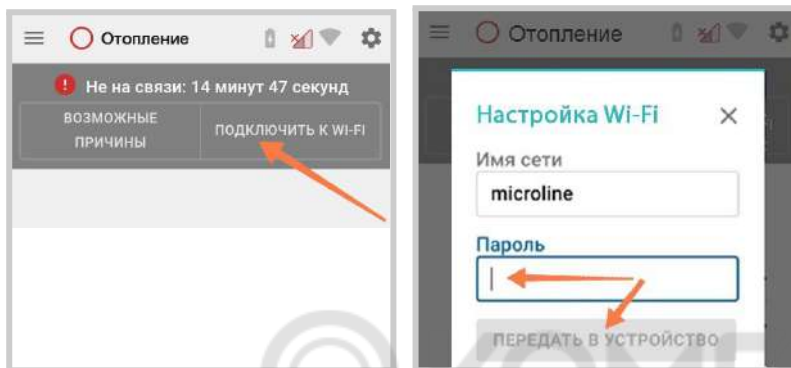 Отопление
Не на связи: 14 минут 47 секунд
ВОЗМОЖНЫЕ
ПРИЧИНЫ
ПОДКЛЮЧИТЬ К WI-FI
Отопление
Настройка Wi-Fi
Имя сети
microline
Пароль
ПЕРЕДАТЬ В УСТРОЙСТВО